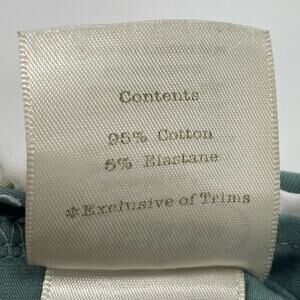 Contents
95% Cotton
5% Elastane
*Exclusive of Trims